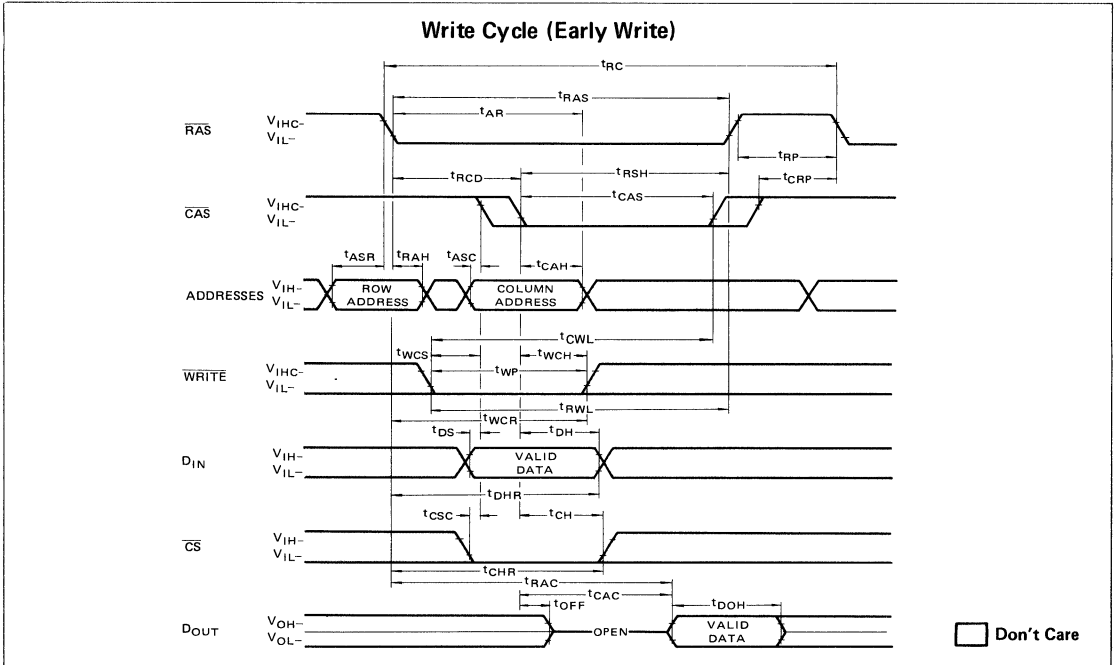 Write Cycle (Early Write)
tRC
tRAS
tAR
RAS
VIHC-
VIL-
tRP
tRCD
tRSH
tCRP
tCAS
CAS
VIHC-
VIL-
tASR
tRAH
tASC
tCAH
ADDRESSES
VIH-
VIL-
ROW
ADDRESS
COLUMN
ADDRESS
tCWL
tWCS
tWCH
tWP
WRITE
VIHC-
VIL-
tRWL
tWCR
tDS
tDH
DIN
VIH-
VIL-
VALID
DATA
tDHR
tCSC
tCH
CS
VIH-
VIL-
tCHR
tRAC
tCAC
tOFF
tDOH
DOUT
VOH-
VOL-
OPEN
VALID
DATA
Don't Care